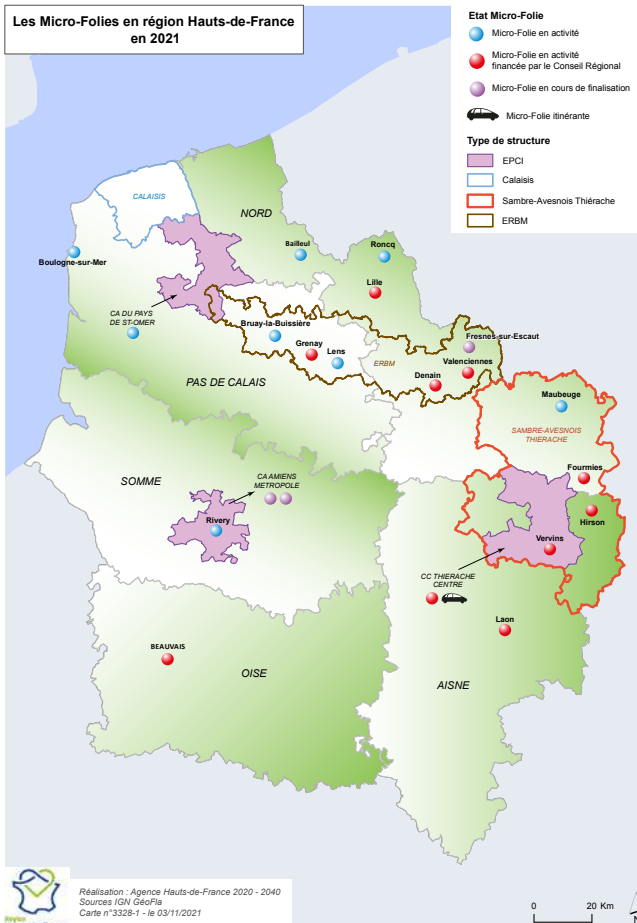 Les Micro-Folies en région Hauts-de-France
en 2021
Etat Micro-Folie
Micro-Folie en activité
Micro-Folie en activité
financée par le Conseil Régional
Micro-Folie en cours de finalisation
Micro-Folie itinérante
Type de structure
EPCI
Calaisis
Sambre-Avesnois Thiérache
ERBM
CALAISIS
NORD
Bailleul
Roncq
Boulogne-sur-Mer
Lille
CA DU PAYS
DE ST-OMER
Bruay-la-Buissière
Grenay
Lens
ERBM
Fresnes-sur-Escaut
Valenciennes
Denain
PAS DE CALAIS
Maubeuge
SAMBRE-AVESNOIS
THIERACHE
SOMME
CA AMIENS
METROPOLE
Fourmies
Rivery
Hirson
Vervins
CC THIERACHE
CENTRE
Laon
BEAUVAIS
OISE
AISNE
Réalisation : Agence Hauts-de-France 2020 - 2040
Sources IGN GéoFla
Carte n°3328-1 - le 03/11/2021
0 20 Km